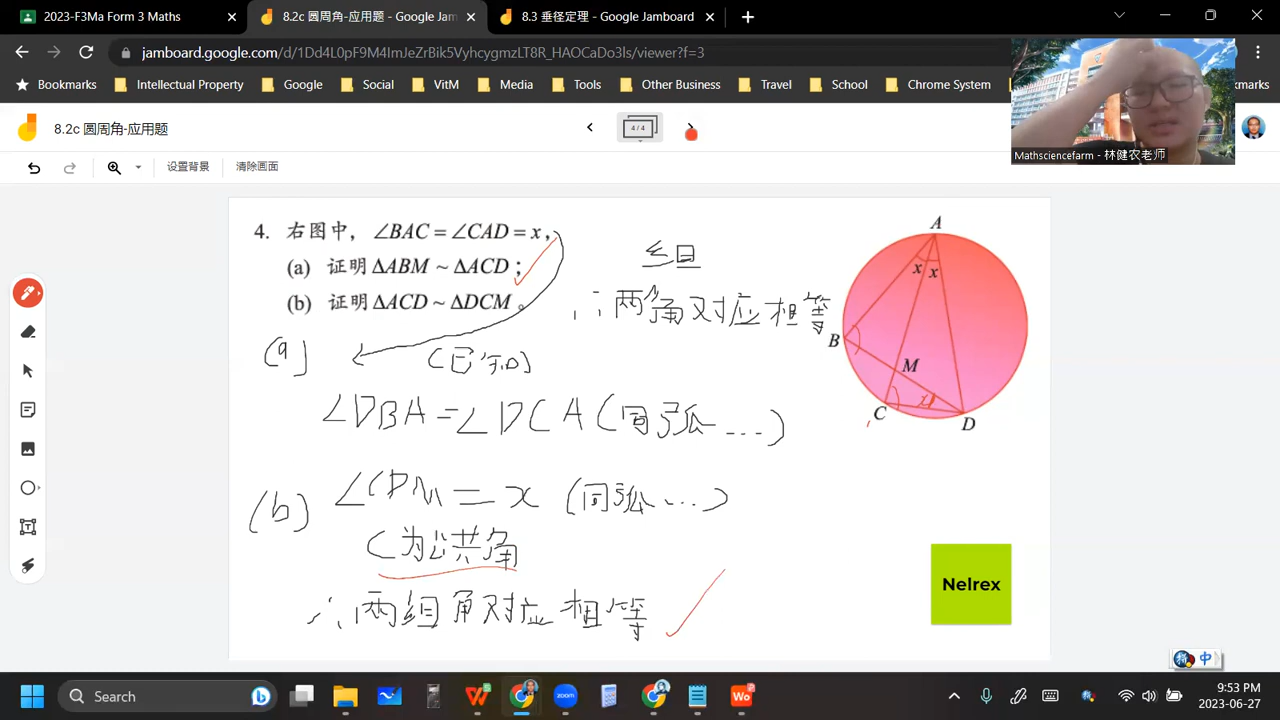 2023-F3Ma Form 3 Maths
8.2c 圆周角-应用题 - Google Jam
8.3 垂径定理 - Google Jamboard
jamboard.google.com
viewer?f=3
Bookmarks
Intellectual Property
Google
Social
VitM
Media
Tools
Other Business
Travel
School
Chrome System
Bookmarks
8.2c 圆周角-应用题
4 / 4
设置背景
清除画面
Mathsciencefarm - 林健农老师
4. 右图中，∠BAC = ∠CAD = x，
(a) 证明 ΔABM ~ ΔACD；
(b) 证明 ΔACD ~ ΔDCM。
组
∴两角对应相等
(a) (已知)
∠DBA = ∠DCA (同弧...)
(b) ∠CDM = x (同弧...)
C为公共角
∴两组角对应相等
A
x x
B
M
x
C
D
Nelrex
中
Search
9:53 PM
2023-06-27